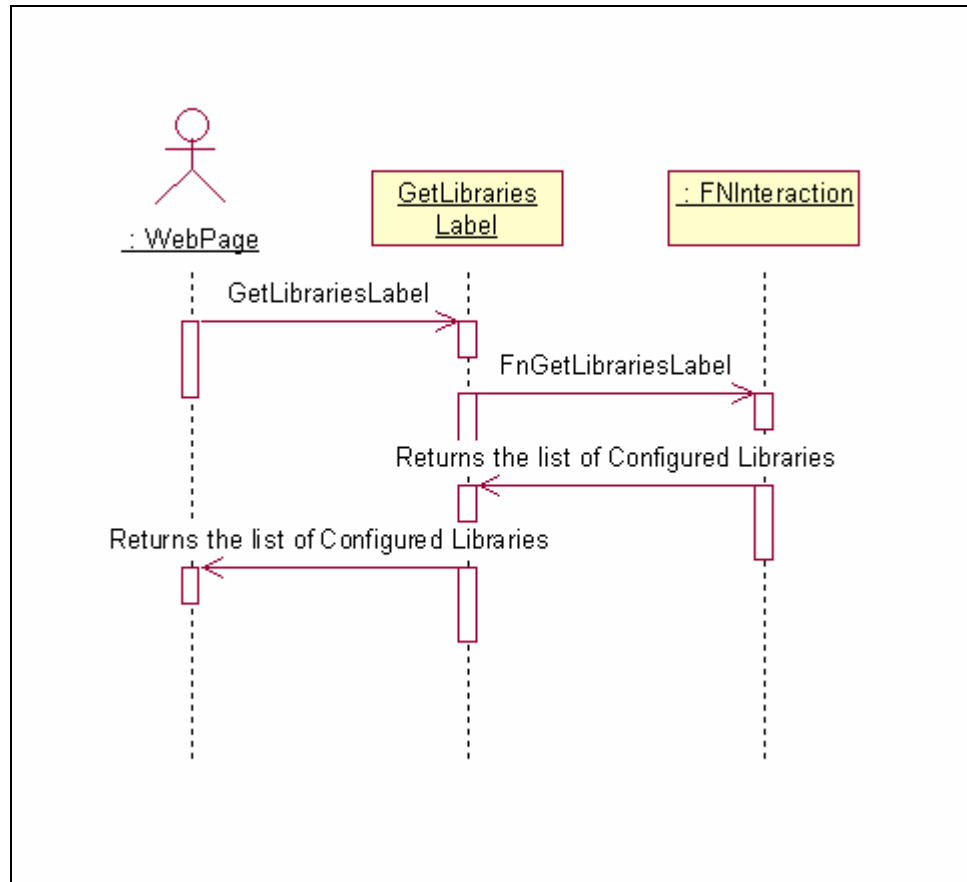 : WebPage
GetLibraries
Label
: FNInteraction
GetLibrariesLabel
FnGetLibrariesLabel
Returns the list of Configured Libraries
Returns the list of Configured Libraries